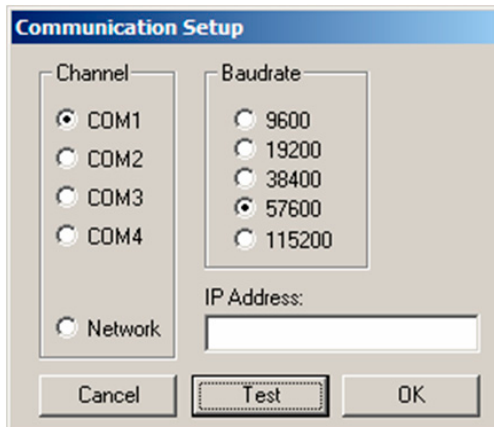 Communication Setup
Channel
COM1
COM2
COM3
COM4
Network
Baudrate
9600
19200
38400
57600
115200
IP Address:
Cancel
Test
OK